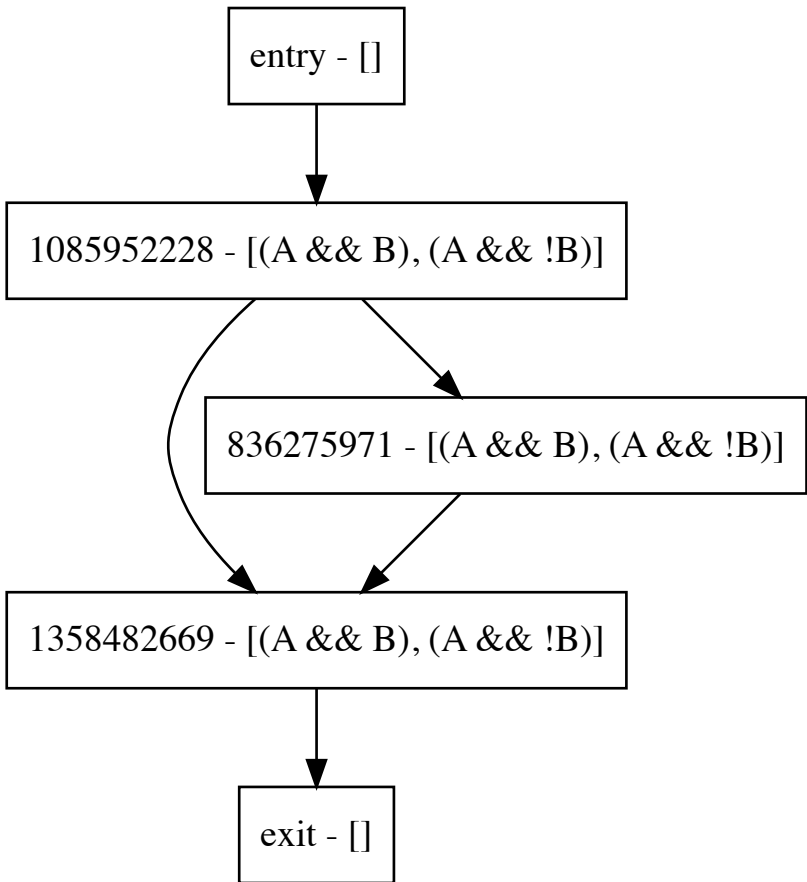 entry - []
1085952228 - [(A && B), (A && !B)]
836275971 - [(A && B), (A && !B)]
1358482669 - [(A && B), (A && !B)]
exit - []